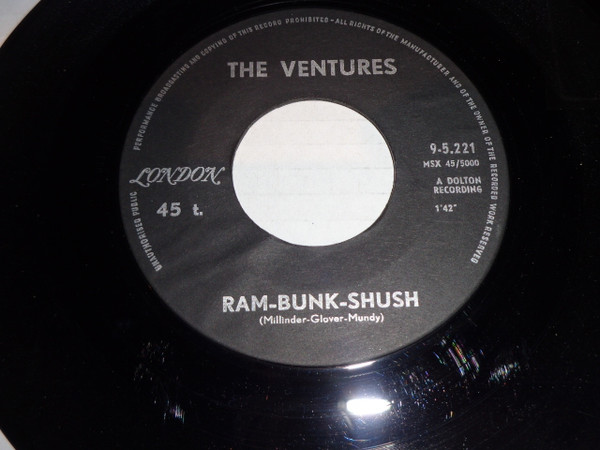 UNAUTHORISED PUBLIC PERFORMANCE BROADCASTING AND COPYING OF THIS RECORD PROHIBITED - ALL RIGHTS OF THE MANUFACTURER AND OF THE OWNER OF THE RECORDED WORK RESERVED
THE VENTURES
9-5.221
MSX 45/5000
LONDON
A DOLTON
RECORDING
45 t.
1'42"
RAM-BUNK-SHUSH
(Millinder-Glover-Mundy)